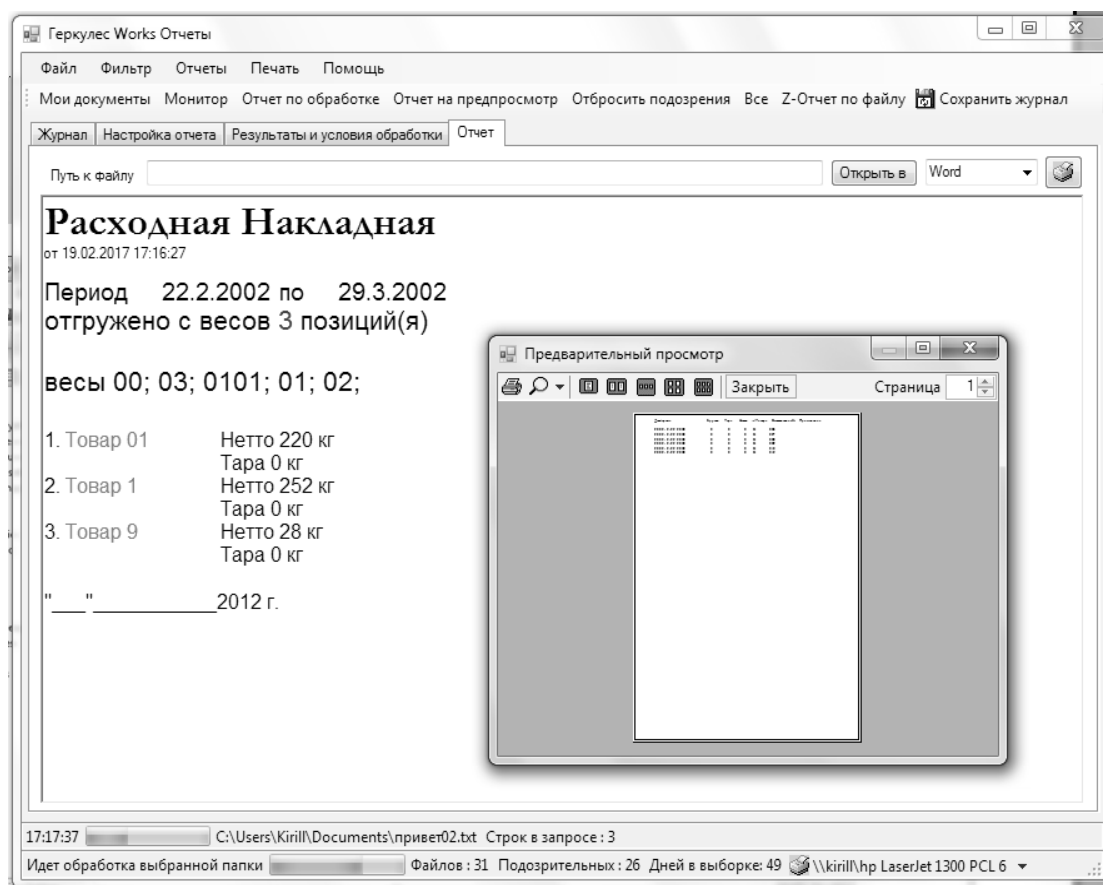 Геркулес Works Отчеты
Файл Фильтр Отчеты Печать Помощь
Мои документы Монитор Отчет по обработке Отчет на предпросмотр Отбросить подозрения Все Z-Отчет по файлу Сохранить журнал
Журнал Настройка отчета Результаты и условия обработки Отчет
Путь к файлу Открыть в Word
Расходная Накладная
от 19.02.2017 17:16:27
Период 22.2.2002 по 29.3.2002
отгружено с весов 3 позиций(я)
весы 00; 03; 0101; 01; 02;
1. Товар 01 Нетто 220 кг
Тара 0 кг
2. Товар 1 Нетто 252 кг
Тара 0 кг
3. Товар 9 Нетто 28 кг
Тара 0 кг
"___"___________2012 г.
Предварительный просмотр
Закрыть Страница 1
17:17:37 C:\Users\Kirill\Documents\привет02.txt Строк в запросе : 3
Идет обработка выбранной папки Файлов : 31 Подозрительных : 26 Дней в выборке: 49 \\kirill\hp LaserJet 1300 PCL 6